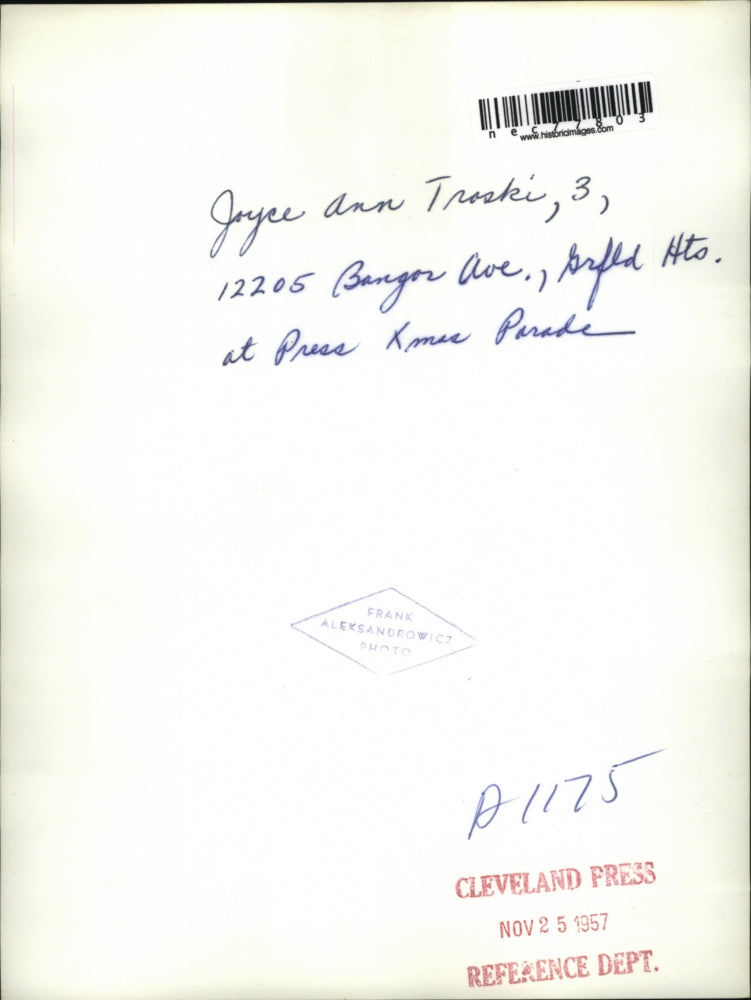 nec77803
www.historicimages.com
Joyce Ann Troski, 3,
12205 Bangor Ave., Grfld Hts.
at Press Xmas Parade
FRANK
ALEKSANDROWICZ
PHOTO
A1175
CLEVELAND PRESS
NOV 25 1957
REFERENCE DEPT.